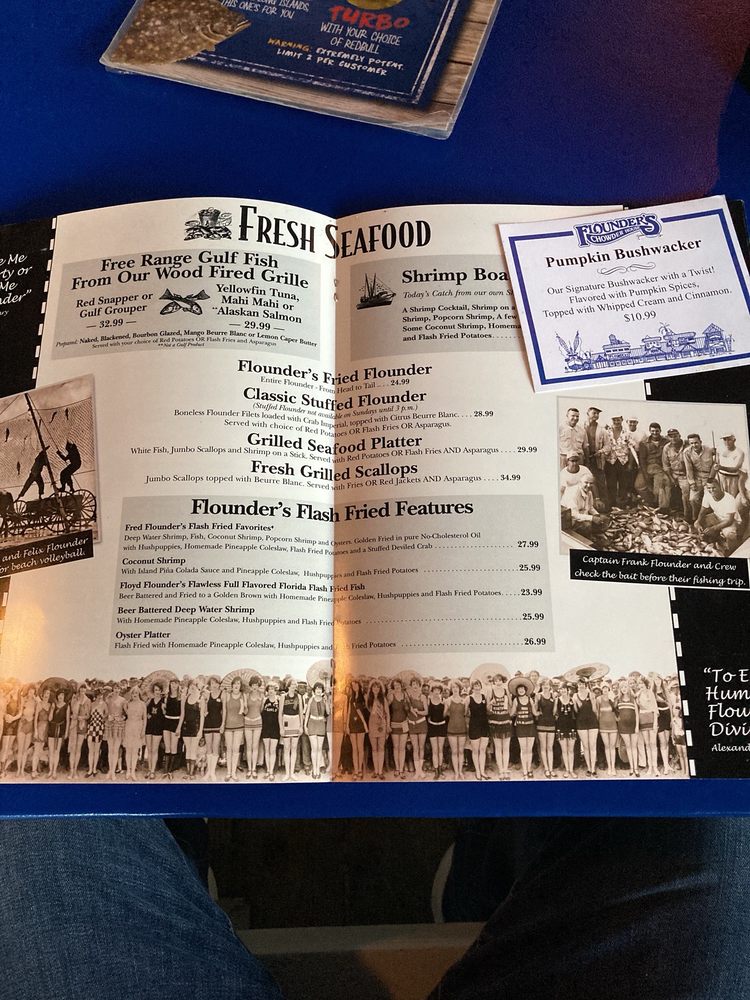 ING ISLANDS,
THIS ONE'S FOR YOU
TURBO
WITH YOUR CHOICE
OF REDBULL
WARNING: EXTREMELY POTENT.
LIMIT 2 PER CUSTOMER
FRESH SEAFOOD
Free Range Gulf Fish
From Our Wood Fired Grille
Red Snapper or
Gulf Grouper
— 32.99 —
Yellowfin Tuna,
Mahi Mahi or
*Alaskan Salmon
— 29.99 —
Prepared: Naked, Blackened, Bourbon Glazed, Mango Beurre Blanc or Lemon Caper Butter
Served with your choice of Red Potatoes OR Flash Fries and Asparagus
**Not a Gulf Product
Shrimp Boa
Today's Catch from our own S
A Shrimp Cocktail, Shrimp on a
Shrimp, Popcorn Shrimp, A few
Some Coconut Shrimp, Homema
and Flash Fried Potatoes.....
FLOUNDER'S
CHOWDER HOUSE
Pumpkin Bushwacker
Our Signature Bushwacker with a Twist!
Flavored with Pumpkin Spices,
Topped with Whipped Cream and Cinnamon.
$10.99
Flounder's Fried Flounder
Entire Flounder - From Head to Tail ... 24.99
Classic Stuffed Flounder
(Stuffed Flounder not available on Sundays until 3 p.m.)
Boneless Flounder Filets loaded with Crab Imperial, topped with Citrus Beurre Blanc. . . . 28.99
Served with choice of Red Potatoes OR Flash Fries OR Asparagus.
Grilled Seafood Platter
White Fish, Jumbo Scallops and Shrimp on a Stick. Served with Red Potatoes OR Flash Fries AND Asparagus . . . . 29.99
Fresh Grilled Scallops
Jumbo Scallops topped with Beurre Blanc. Served with Fries OR Red Jackets AND Asparagus . . . . 34.99
Flounder's Flash Fried Features
Fred Flounder's Flash Fried Favorites*
Deep Water Shrimp, Fish, Coconut Shrimp, Popcorn Shrimp and Oysters. Golden Fried in pure No-Cholesterol Oil
with Hushpuppies, Homemade Pineapple Coleslaw, Flash Fried Potatoes and a Stuffed Deviled Crab .......... 27.99
Coconut Shrimp
With Island Piña Colada Sauce and Pineapple Coleslaw, Hushpuppies and Flash Fried Potatoes .......... 25.99
Floyd Flounder's Flawless Full Flavored Florida Flash Fried Fish
Beer Battered and Fried to a Golden Brown with Homemade Pineapple Coleslaw, Hushpuppies and Flash Fried Potatoes. . . . 23.99
Beer Battered Deep Water Shrimp
With Homemade Pineapple Coleslaw, Hushpuppies and Flash Fried Potatoes .......... 25.99
Oyster Platter
Flash Fried with Homemade Pineapple Coleslaw, Hushpuppies and Flash Fried Potatoes .......... 26.99
e Me
ty or
Me
nder"
and Felix Flounder
or beach volleyball.
Captain Frank Flounder and Crew
check the bait before their fishing trip.
"To E
Hum
Flou
Divi
Alexand